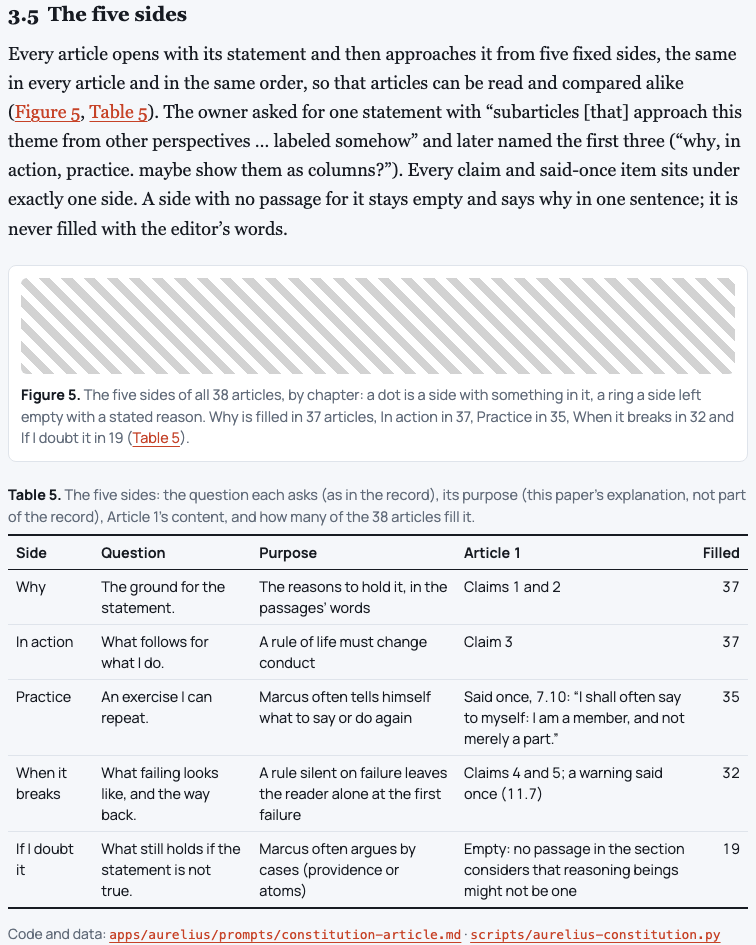 3.5 The five sides
Every article opens with its statement and then approaches it from five fixed sides, the same
in every article and in the same order, so that articles can be read and compared alike
(Figure 5, Table 5). The owner asked for one statement with “subarticles [that] approach this
theme from other perspectives … labeled somehow” and later named the first three (“why, in
action, practice. maybe show them as columns?”). Every claim and said-once item sits under
exactly one side. A side with no passage for it stays empty and says why in one sentence; it is
never filled with the editor’s words.
Figure 5. The five sides of all 38 articles, by chapter: a dot is a side with something in it, a ring a side left
empty with a stated reason. Why is filled in 37 articles, In action in 37, Practice in 35, When it breaks in 32 and
If I doubt it in 19 (Table 5).
Table 5. The five sides: the question each asks (as in the record), its purpose (this paper’s explanation, not part
of the record), Article 1’s content, and how many of the 38 articles fill it.
Side Question Purpose Article 1 Filled
Why The ground for the The reasons to hold it, in the Claims 1 and 2 37
statement. passages’ words
In action What follows for A rule of life must change Claim 3 37
what I do. conduct
Practice An exercise I can Marcus often tells himself Said once, 7.10: “I shall often say 35
repeat. what to say or do again to myself: I am a member, and not
merely a part.”
When it What failing looks A rule silent on failure leaves Claims 4 and 5; a warning said 32
breaks like, and the way the reader alone at the first once (11.7)
back. failure
If I doubt What still holds if the Marcus often argues by Empty: no passage in the section 19
it statement is not cases (providence or considers that reasoning beings
true. atoms) might not be one
Code and data: apps/aurelius/prompts/constitution-article.md · scripts/aurelius-constitution.py